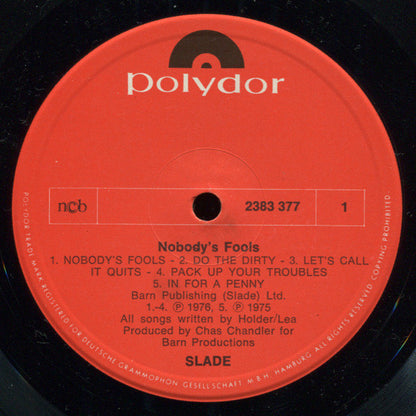 polydor
ncb
2383 377
1
Nobody's Fools
1. NOBODY'S FOOLS - 2. DO THE DIRTY - 3. LET'S CALL
IT QUITS - 4. PACK UP YOUR TROUBLES
5. IN FOR A PENNY
Barn Publishing (Slade) Ltd.
1.-4. Ⓟ 1976, 5. Ⓟ 1975
All songs written by Holder/Lea
Produced by Chas Chandler for
Barn Productions
SLADE
POLYDOR TRADE MARK REGISTERED FOR DEUTSCHE GRAMMOPHON GESELLSCHAFT M.B.H. HAMBURG ALL RIGHTS RESERVED. COPYING PROHIBITED.